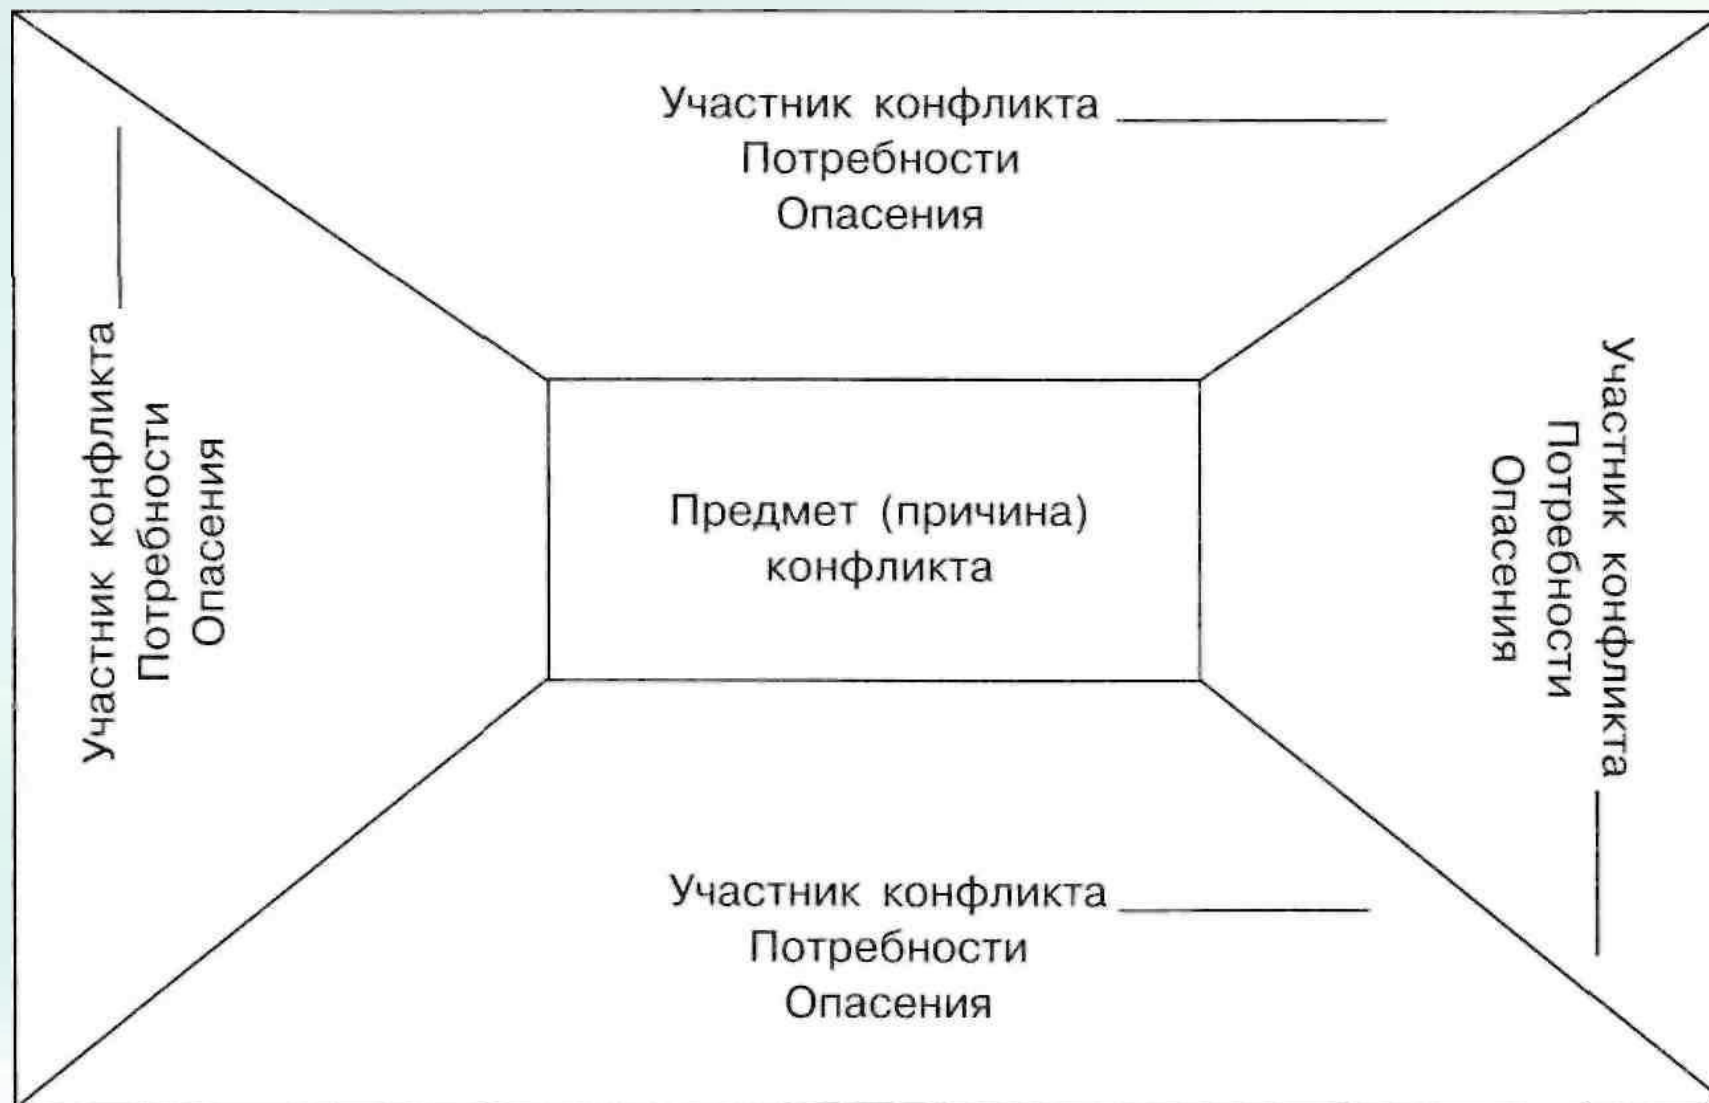 Участник конфликта
Потребности
Опасения
Участник конфликта
Потребности
Опасения
Предмет (причина)
конфликта
Участник конфликта
Потребности
Опасения
Участник конфликта
Потребности
Опасения